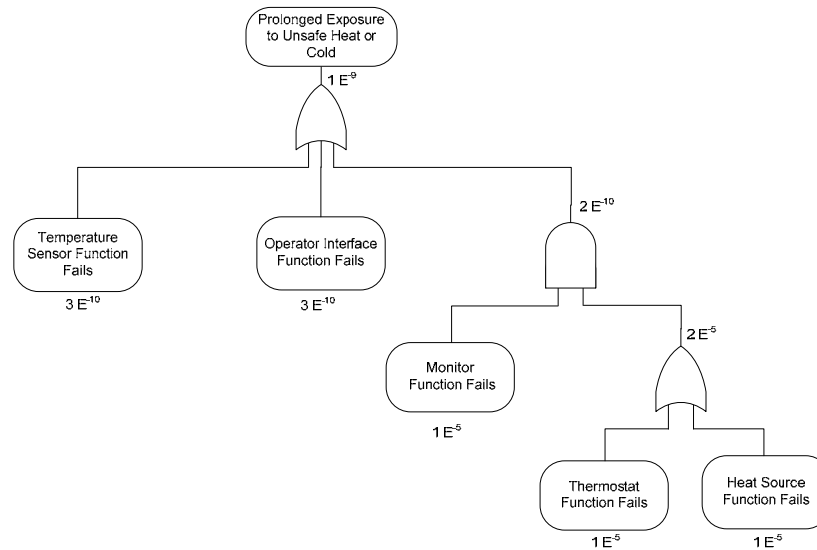 Prolonged Exposure
to Unsafe Heat or
Cold
1 E⁻⁹
2 E⁻¹⁰
Temperature
Sensor Function
Fails
3 E⁻¹⁰
Operator Interface
Function Fails
3 E⁻¹⁰
2 E⁻⁵
Monitor
Function Fails
1 E⁻⁵
Thermostat
Function Fails
1 E⁻⁵
Heat Source
Function Fails
1 E⁻⁵